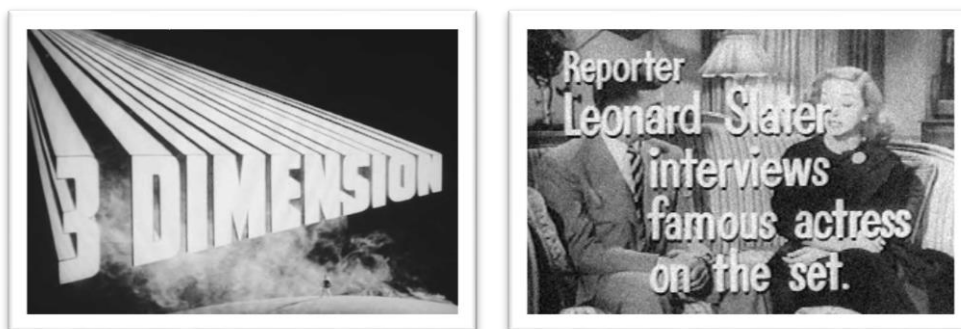 3 DIMENSION
Reporter
Leonard Slater
interviews
famous actress
on the set.